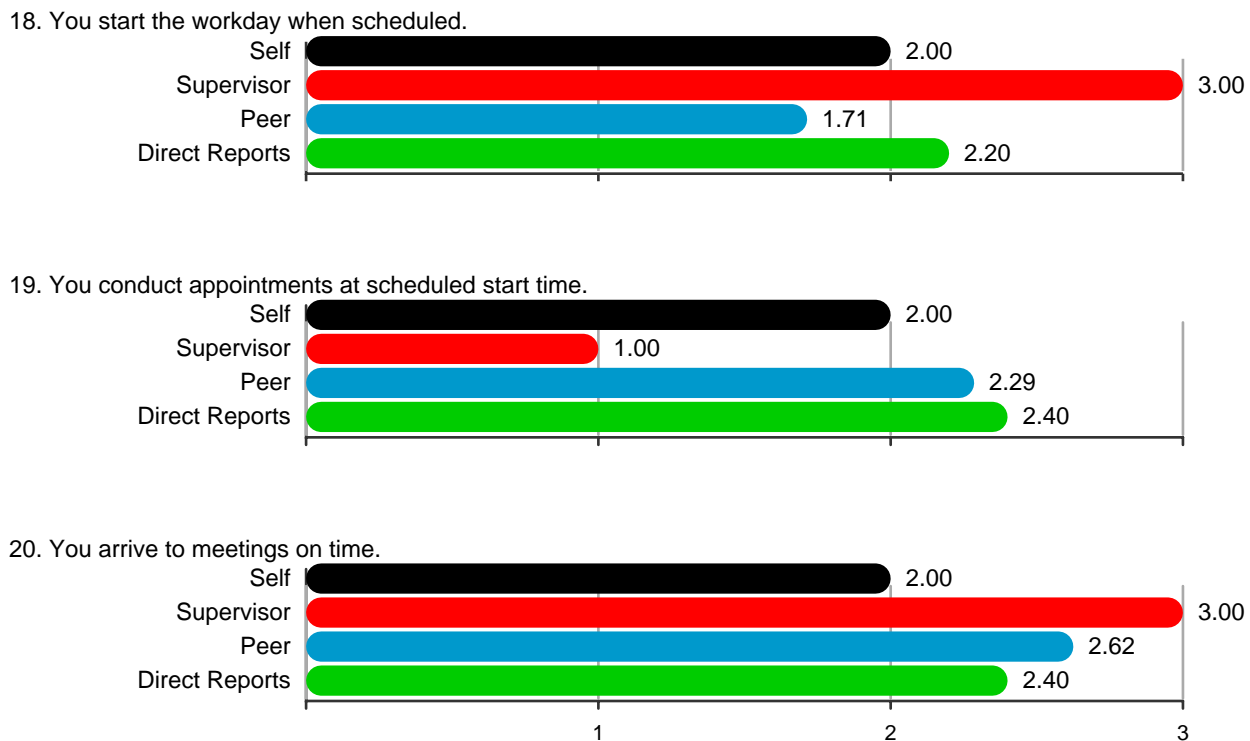 18. You start the workday when scheduled.
Self 2.00
Supervisor 3.00
Peer 1.71
Direct Reports 2.20
19. You conduct appointments at scheduled start time.
Self 2.00
Supervisor 1.00
Peer 2.29
Direct Reports 2.40
20. You arrive to meetings on time.
Self 2.00
Supervisor 3.00
Peer 2.62
Direct Reports 2.40
1 2 3